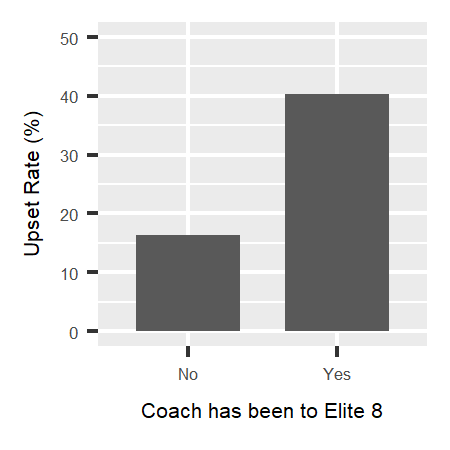 Upset Rate (%)
50
40
30
20
10
0
No Yes
Coach has been to Elite 8